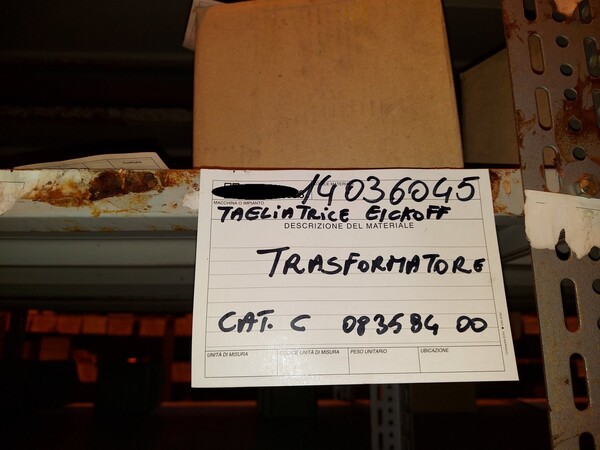 14036045
MACCHINA O IMPIANTO
TAGLIATRICE EICKOFF
DESCRIZIONE DEL MATERIALE
TRASFORMATORE
CAT. C 083584 00
UNITÀ DI MISURA CODICE UNITÀ DI MISURA PESO UNITARIO UBICAZIONE